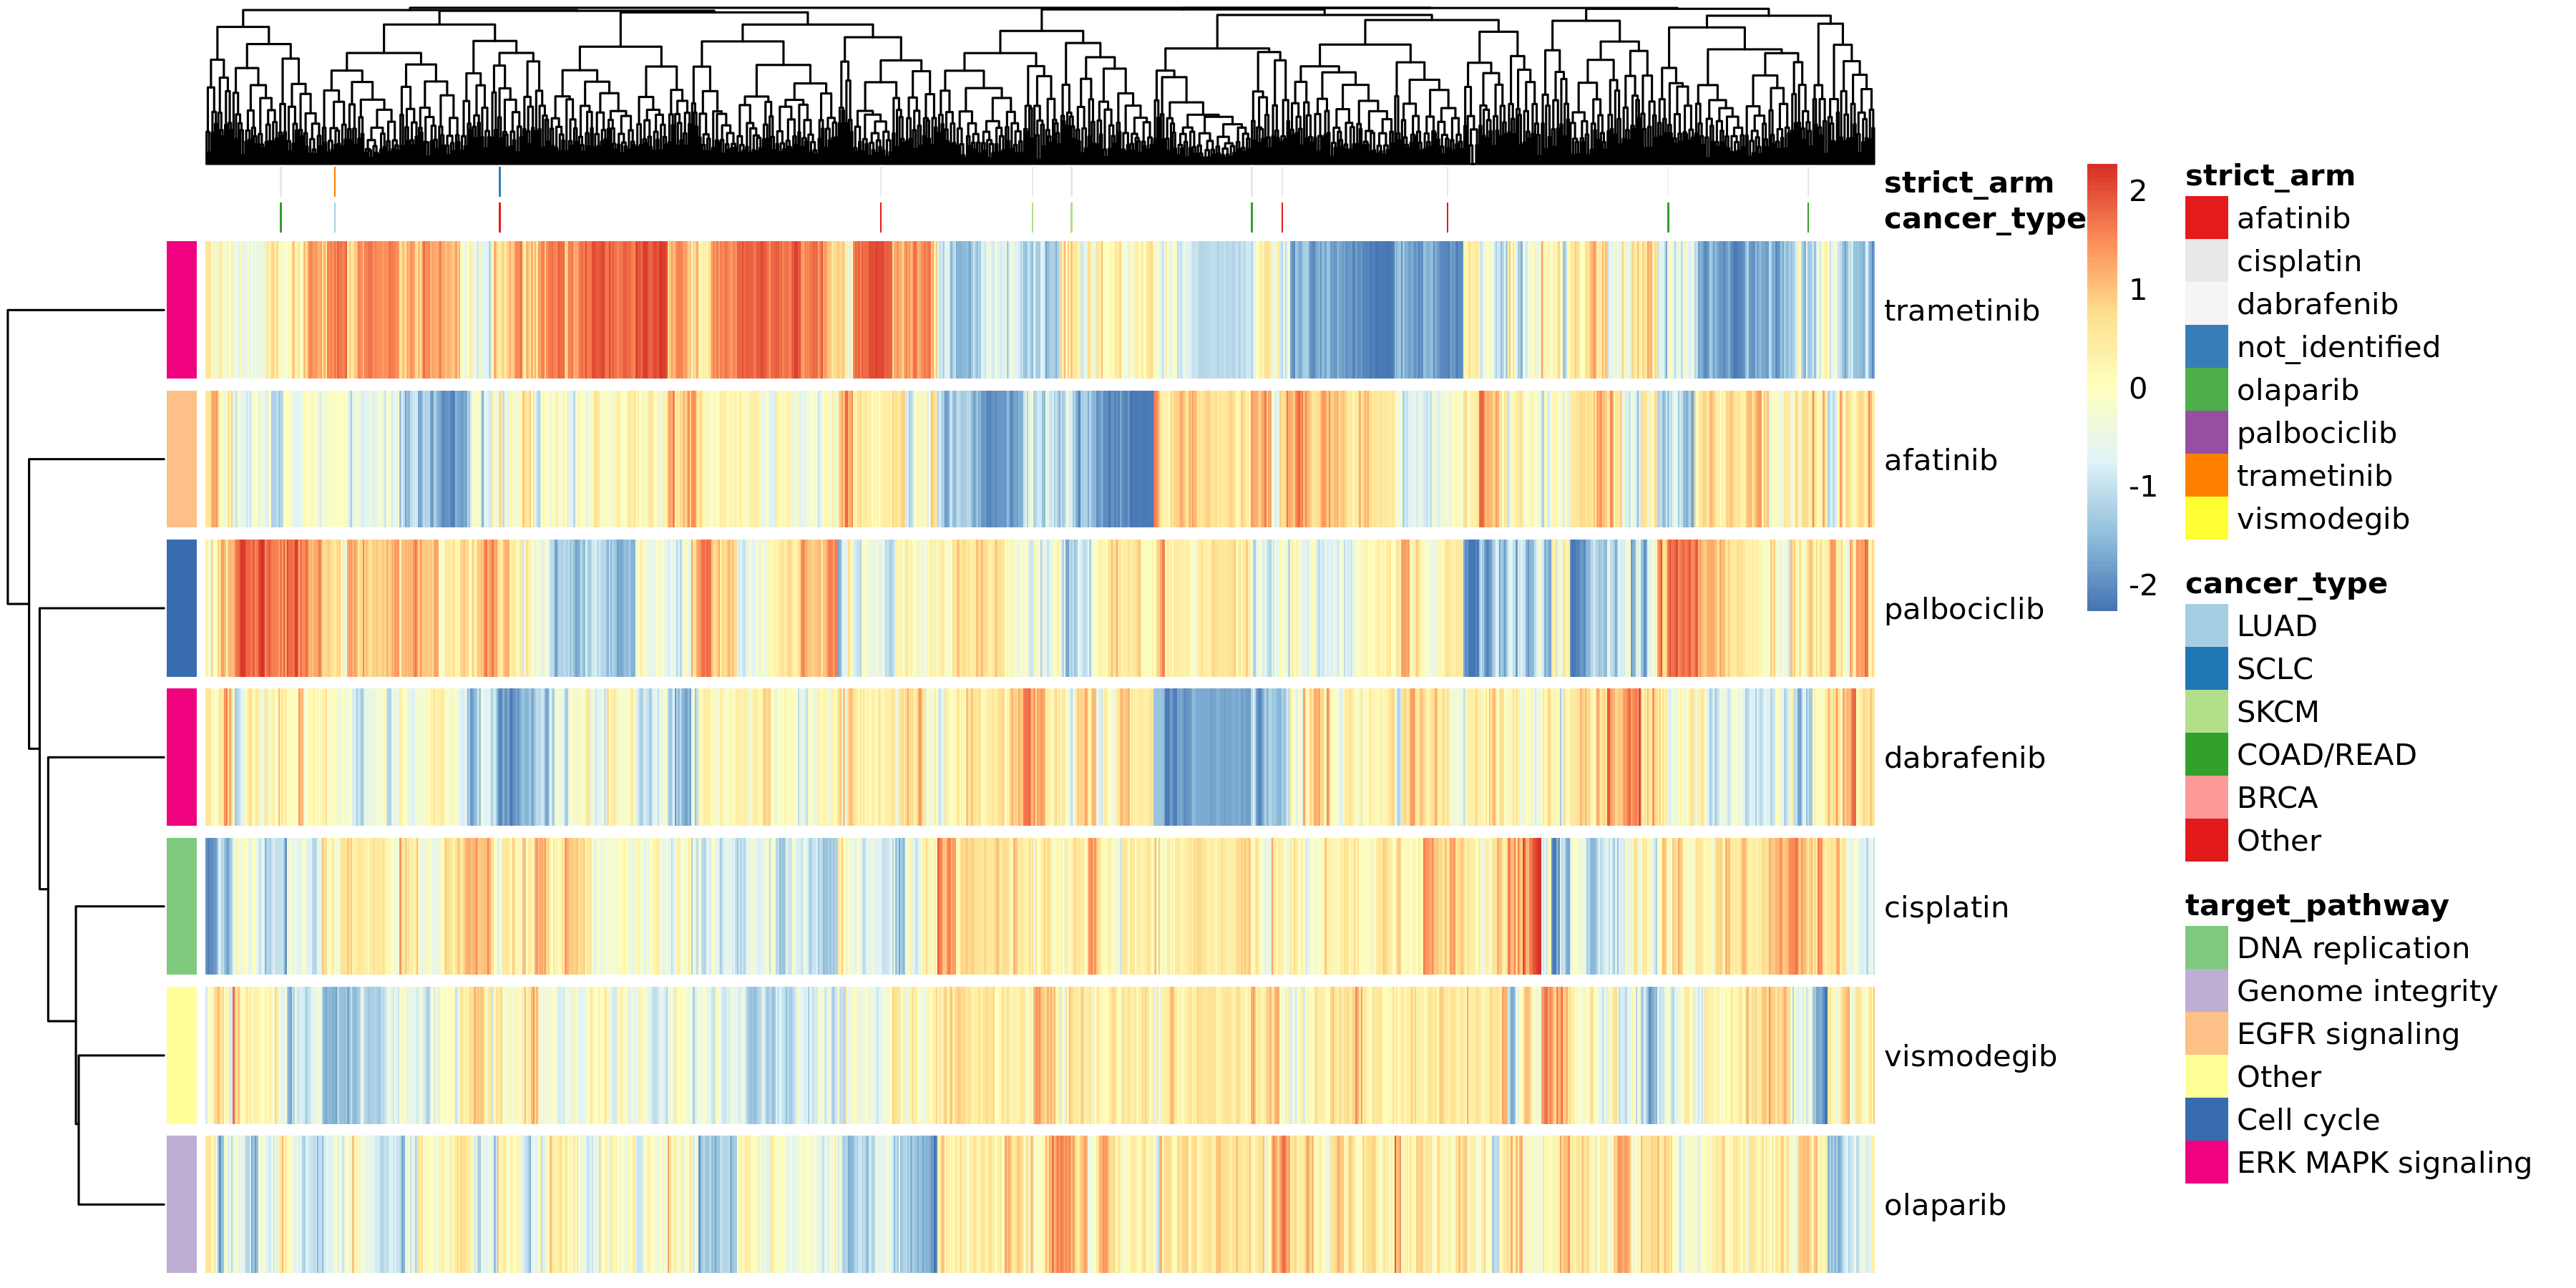 strict_arm
cancer_type
trametinib
afatinib
palbociclib
dabrafenib
cisplatin
vismodegib
olaparib
2
1
0
-1
-2
strict_arm
afatinib
cisplatin
dabrafenib
not_identified
olaparib
palbociclib
trametinib
vismodegib
cancer_type
LUAD
SCLC
SKCM
COAD/READ
BRCA
Other
target_pathway
DNA replication
Genome integrity
EGFR signaling
Other
Cell cycle
ERK MAPK signaling